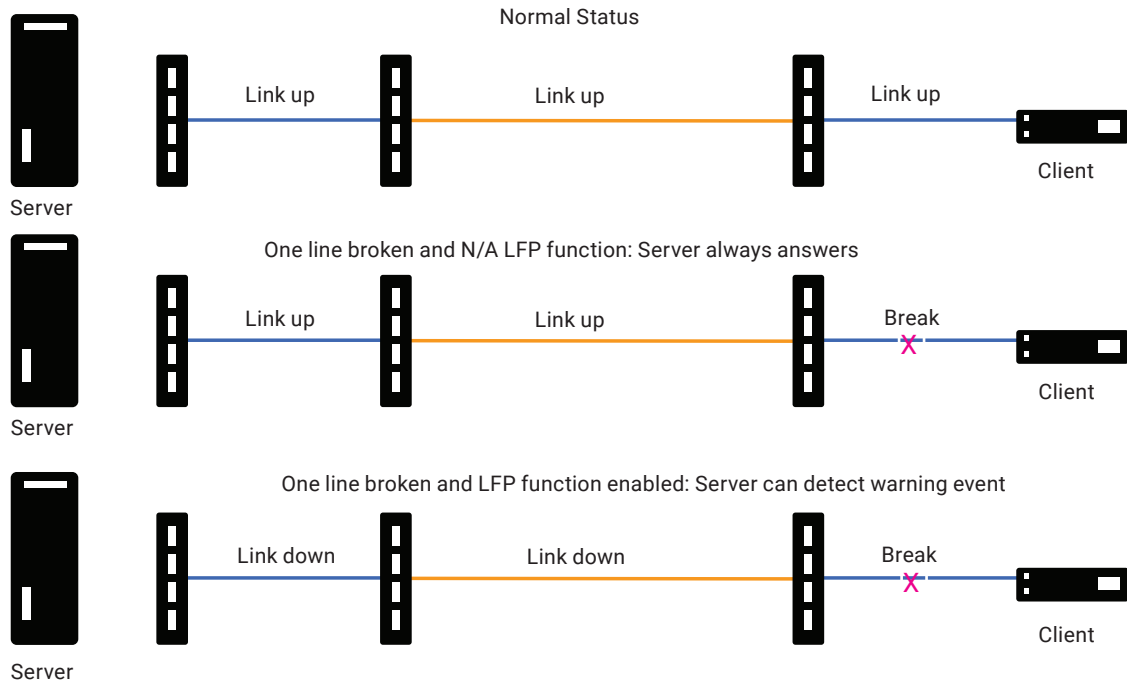 Normal Status
Link up
Link up
Link up
Client
Server
One line broken and N/A LFP function: Server always answers
Link up
Link up
Break
X
Client
Server
One line broken and LFP function enabled: Server can detect warning event
Link down
Link down
Break
X
Client
Server